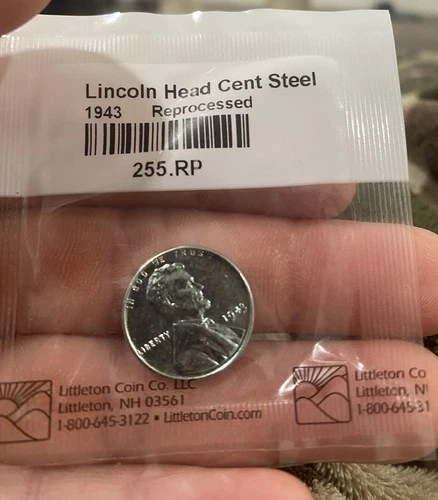 Lincoln Head Cent Steel
1943 Reprocessed
255.RP
IN GOD WE TRUST
LIBERTY 1943
Littleton Coin Co. LLC
Littleton, NH 03561
1-800-645-3122 • LittletonCoin.com
Littleton Co
Littleton, N
1-800-645-31